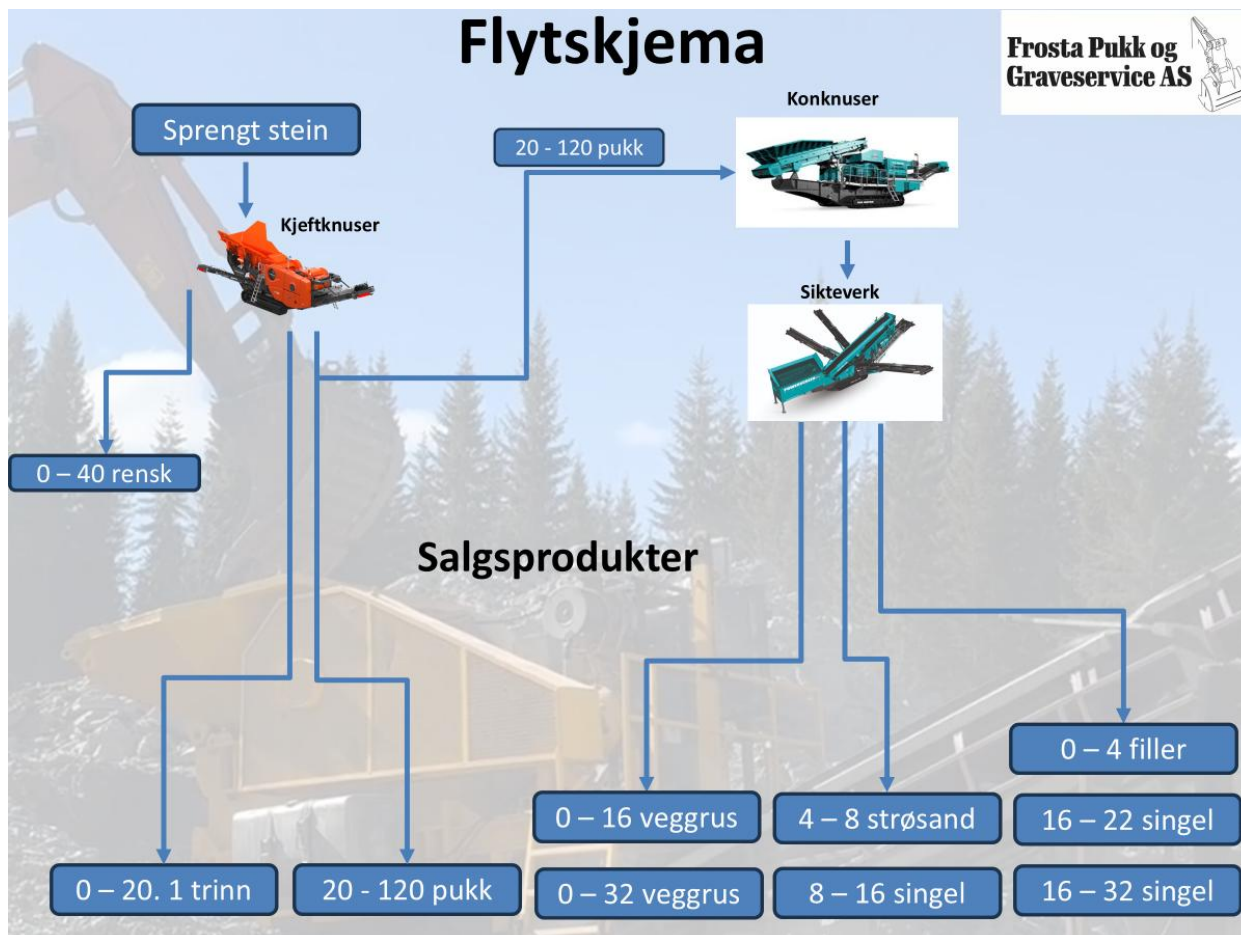 Flytskjema
Frosta Pukk og
Graveservice AS
Sprengt stein
Konknuser
20 - 120 pukk
Kjeftknuser
Sikteverk
0 – 40 rensk
Salgsprodukter
0 – 4 filler
0 – 16 veggrus
4 – 8 strøsand
16 – 22 singel
0 – 20. 1 trinn
20 - 120 pukk
0 – 32 veggrus
8 – 16 singel
16 – 32 singel